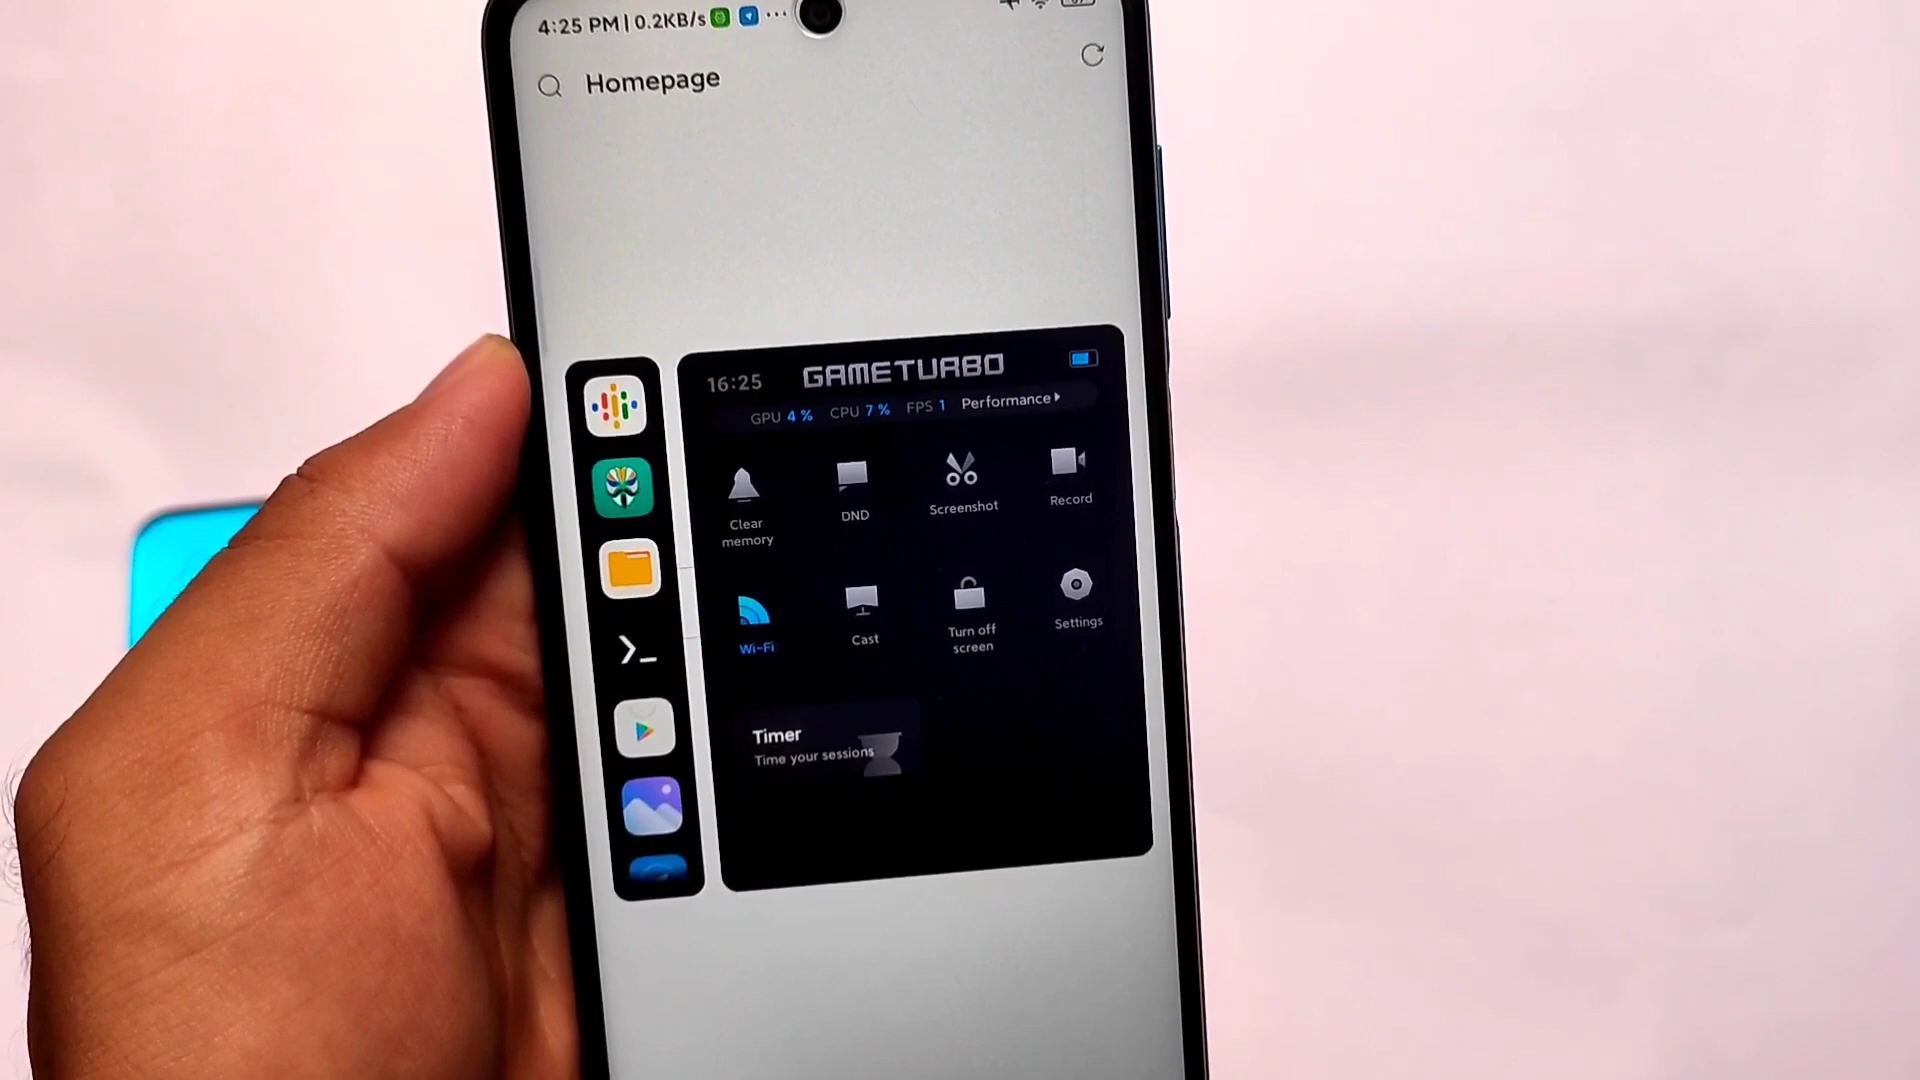 4:25 PM | 0.2KB/s ...
Homepage
16:25 GAMETURBO
GPU 4 % CPU 7 % FPS 1 Performance
Clear memory
DND
Screenshot
Record
Wi-Fi
Cast
Turn off screen
Settings
Timer
Time your sessions